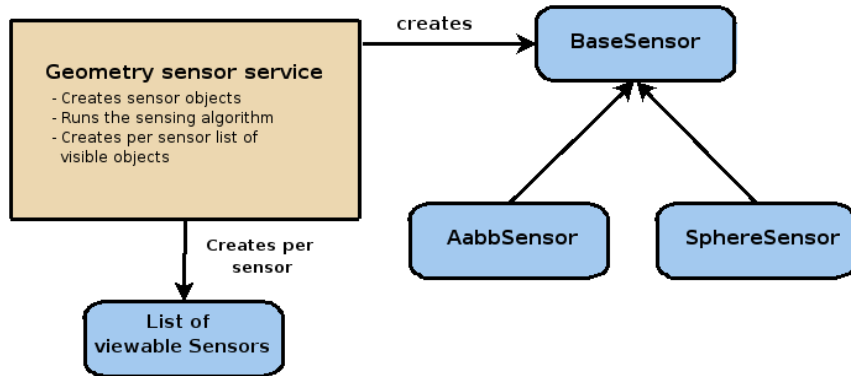 creates
BaseSensor
Geometry sensor service
- Creates sensor objects
- Runs the sensing algorithm
- Creates per sensor list of
visible objects
AabbSensor
SphereSensor
Creates per
sensor
List of
viewable Sensors